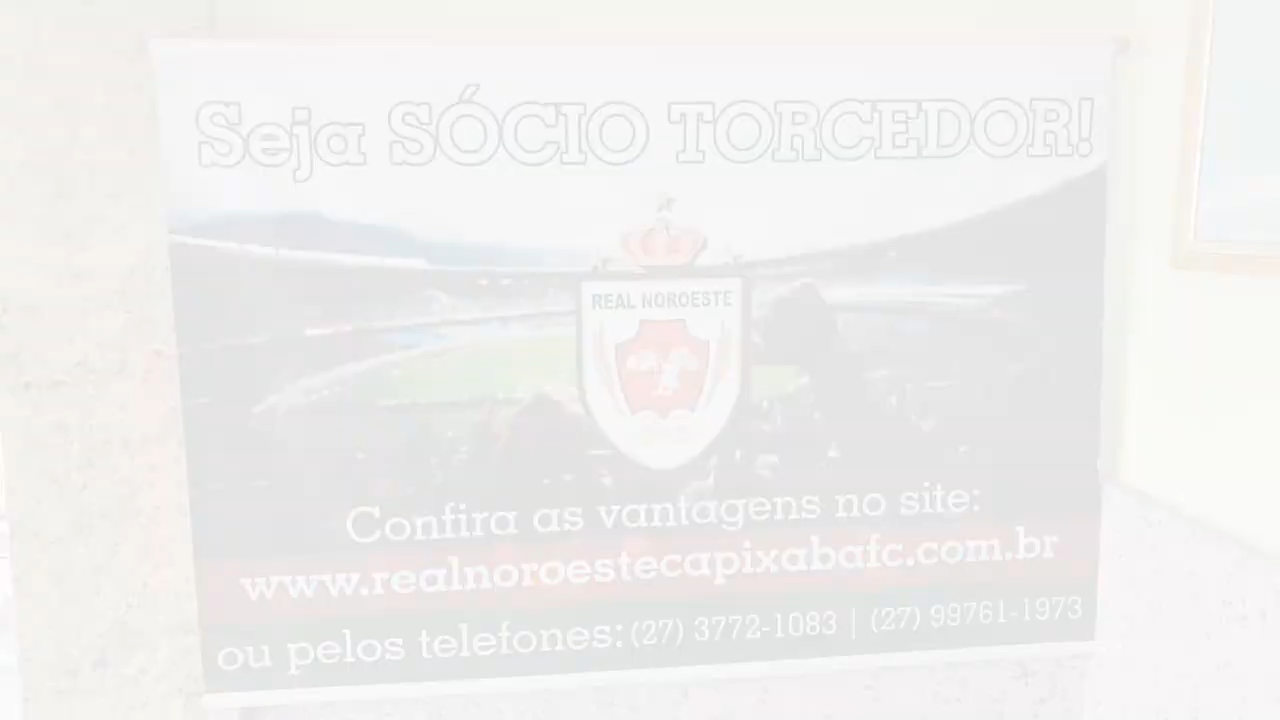 Seja SÓCIO TORCEDOR!
REAL NOROESTE
Confira as vantagens no site:
www.realnoroestecapixabafc.com.br
ou pelos telefones: (27) 3772-1083 | (27) 99761-1973